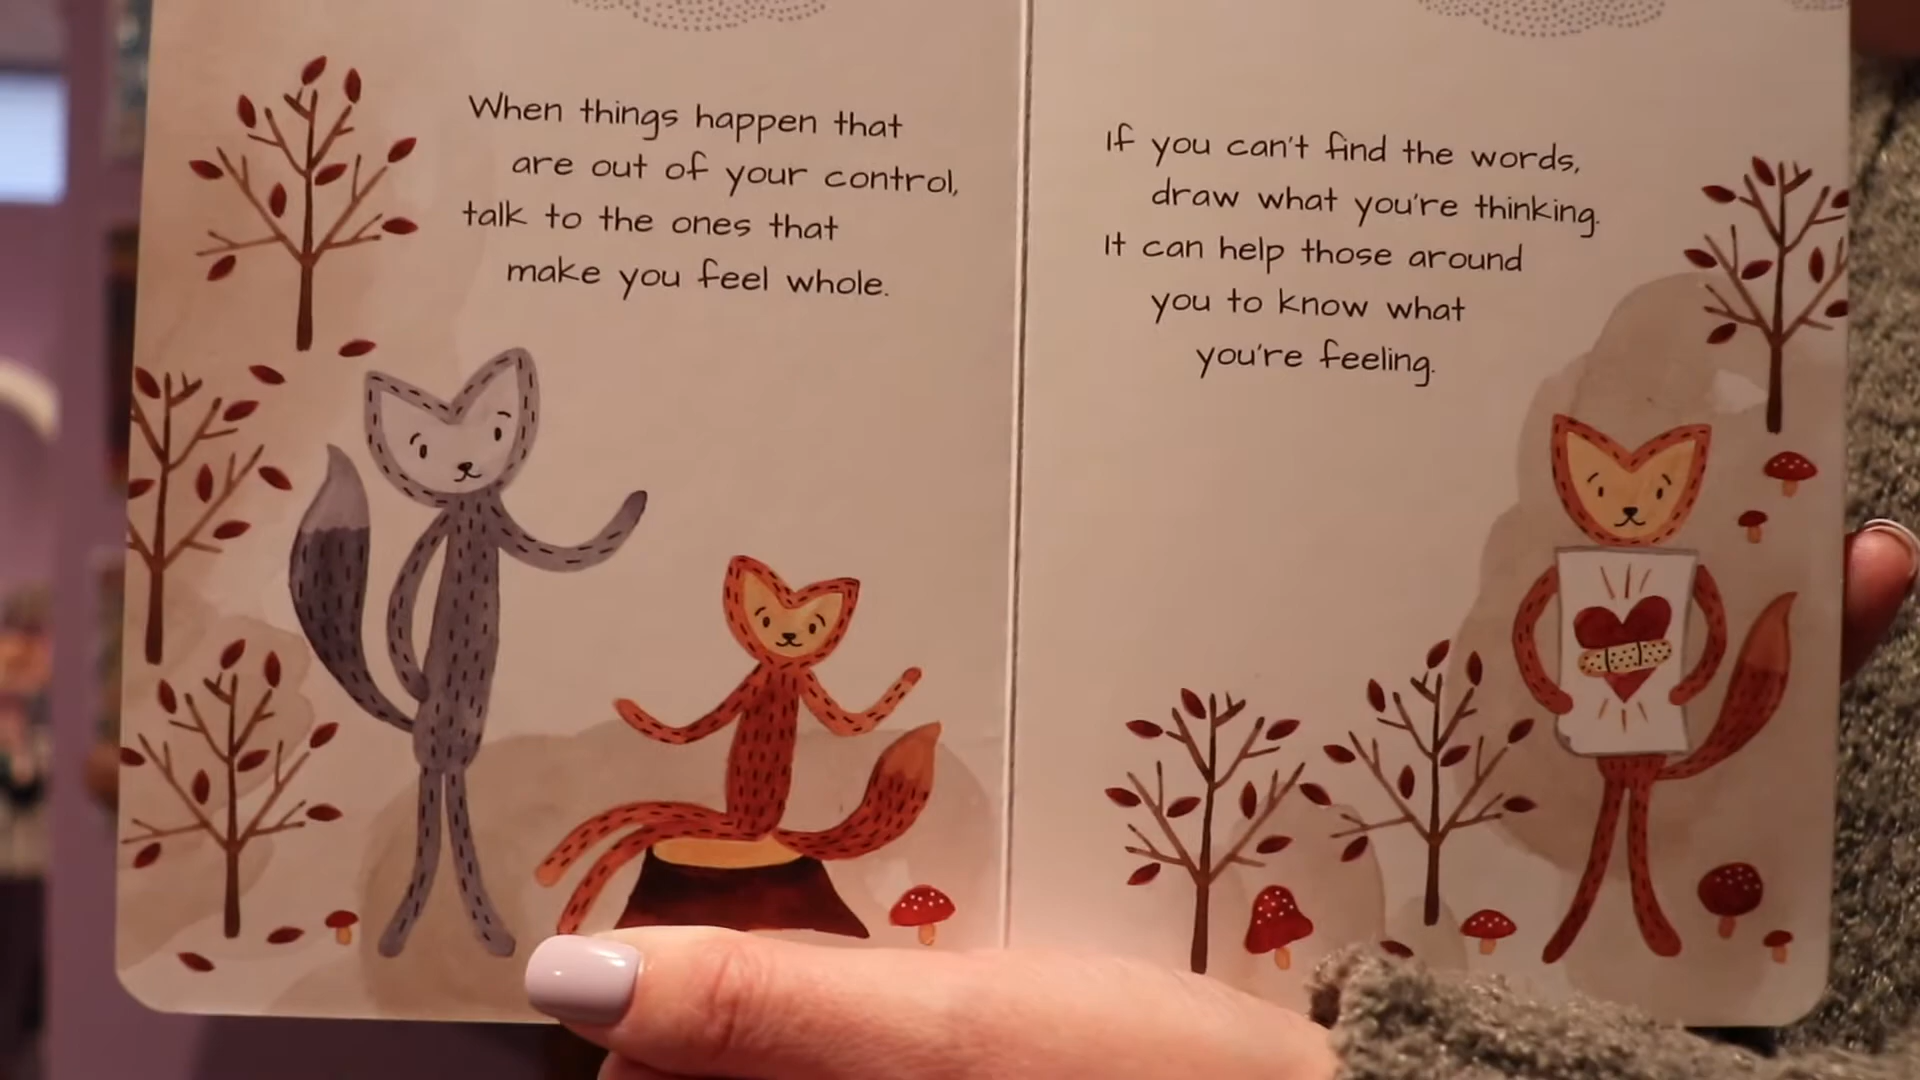 When things happen that
are out of your control,
talk to the ones that
make you feel whole.
If you can't find the words,
draw what you're thinking.
It can help those around
you to know what
you're feeling.